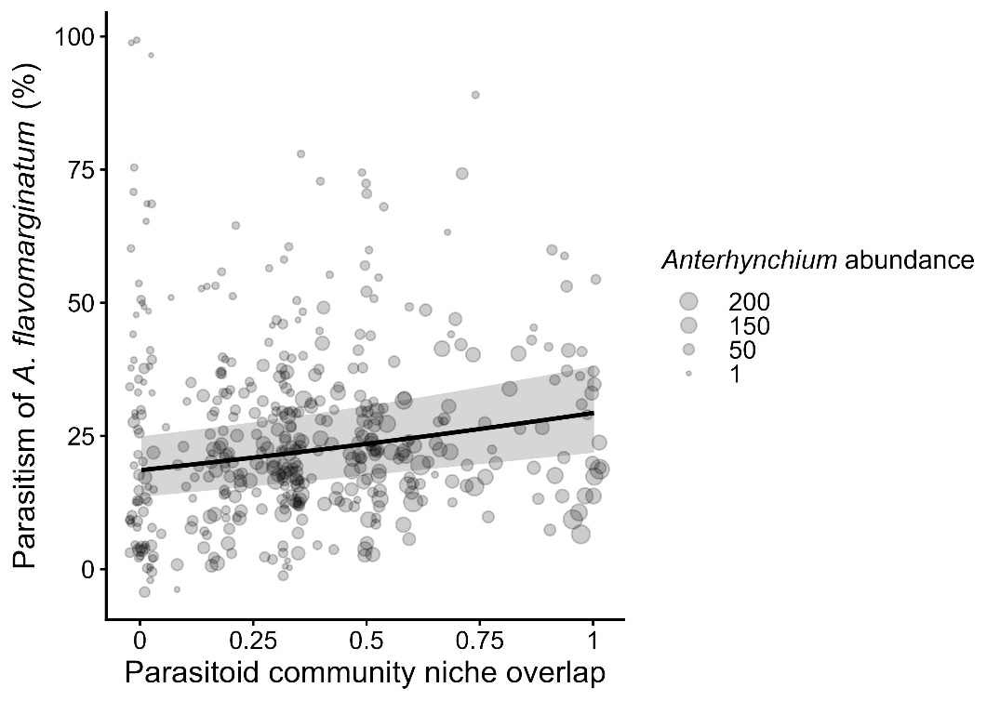 100
75
50
25
0
Parasitism of A. flavomarginatum (%)
0 0.25 0.5 0.75 1
Parasitoid community niche overlap
Anterhynchium abundance
200
150
50
1